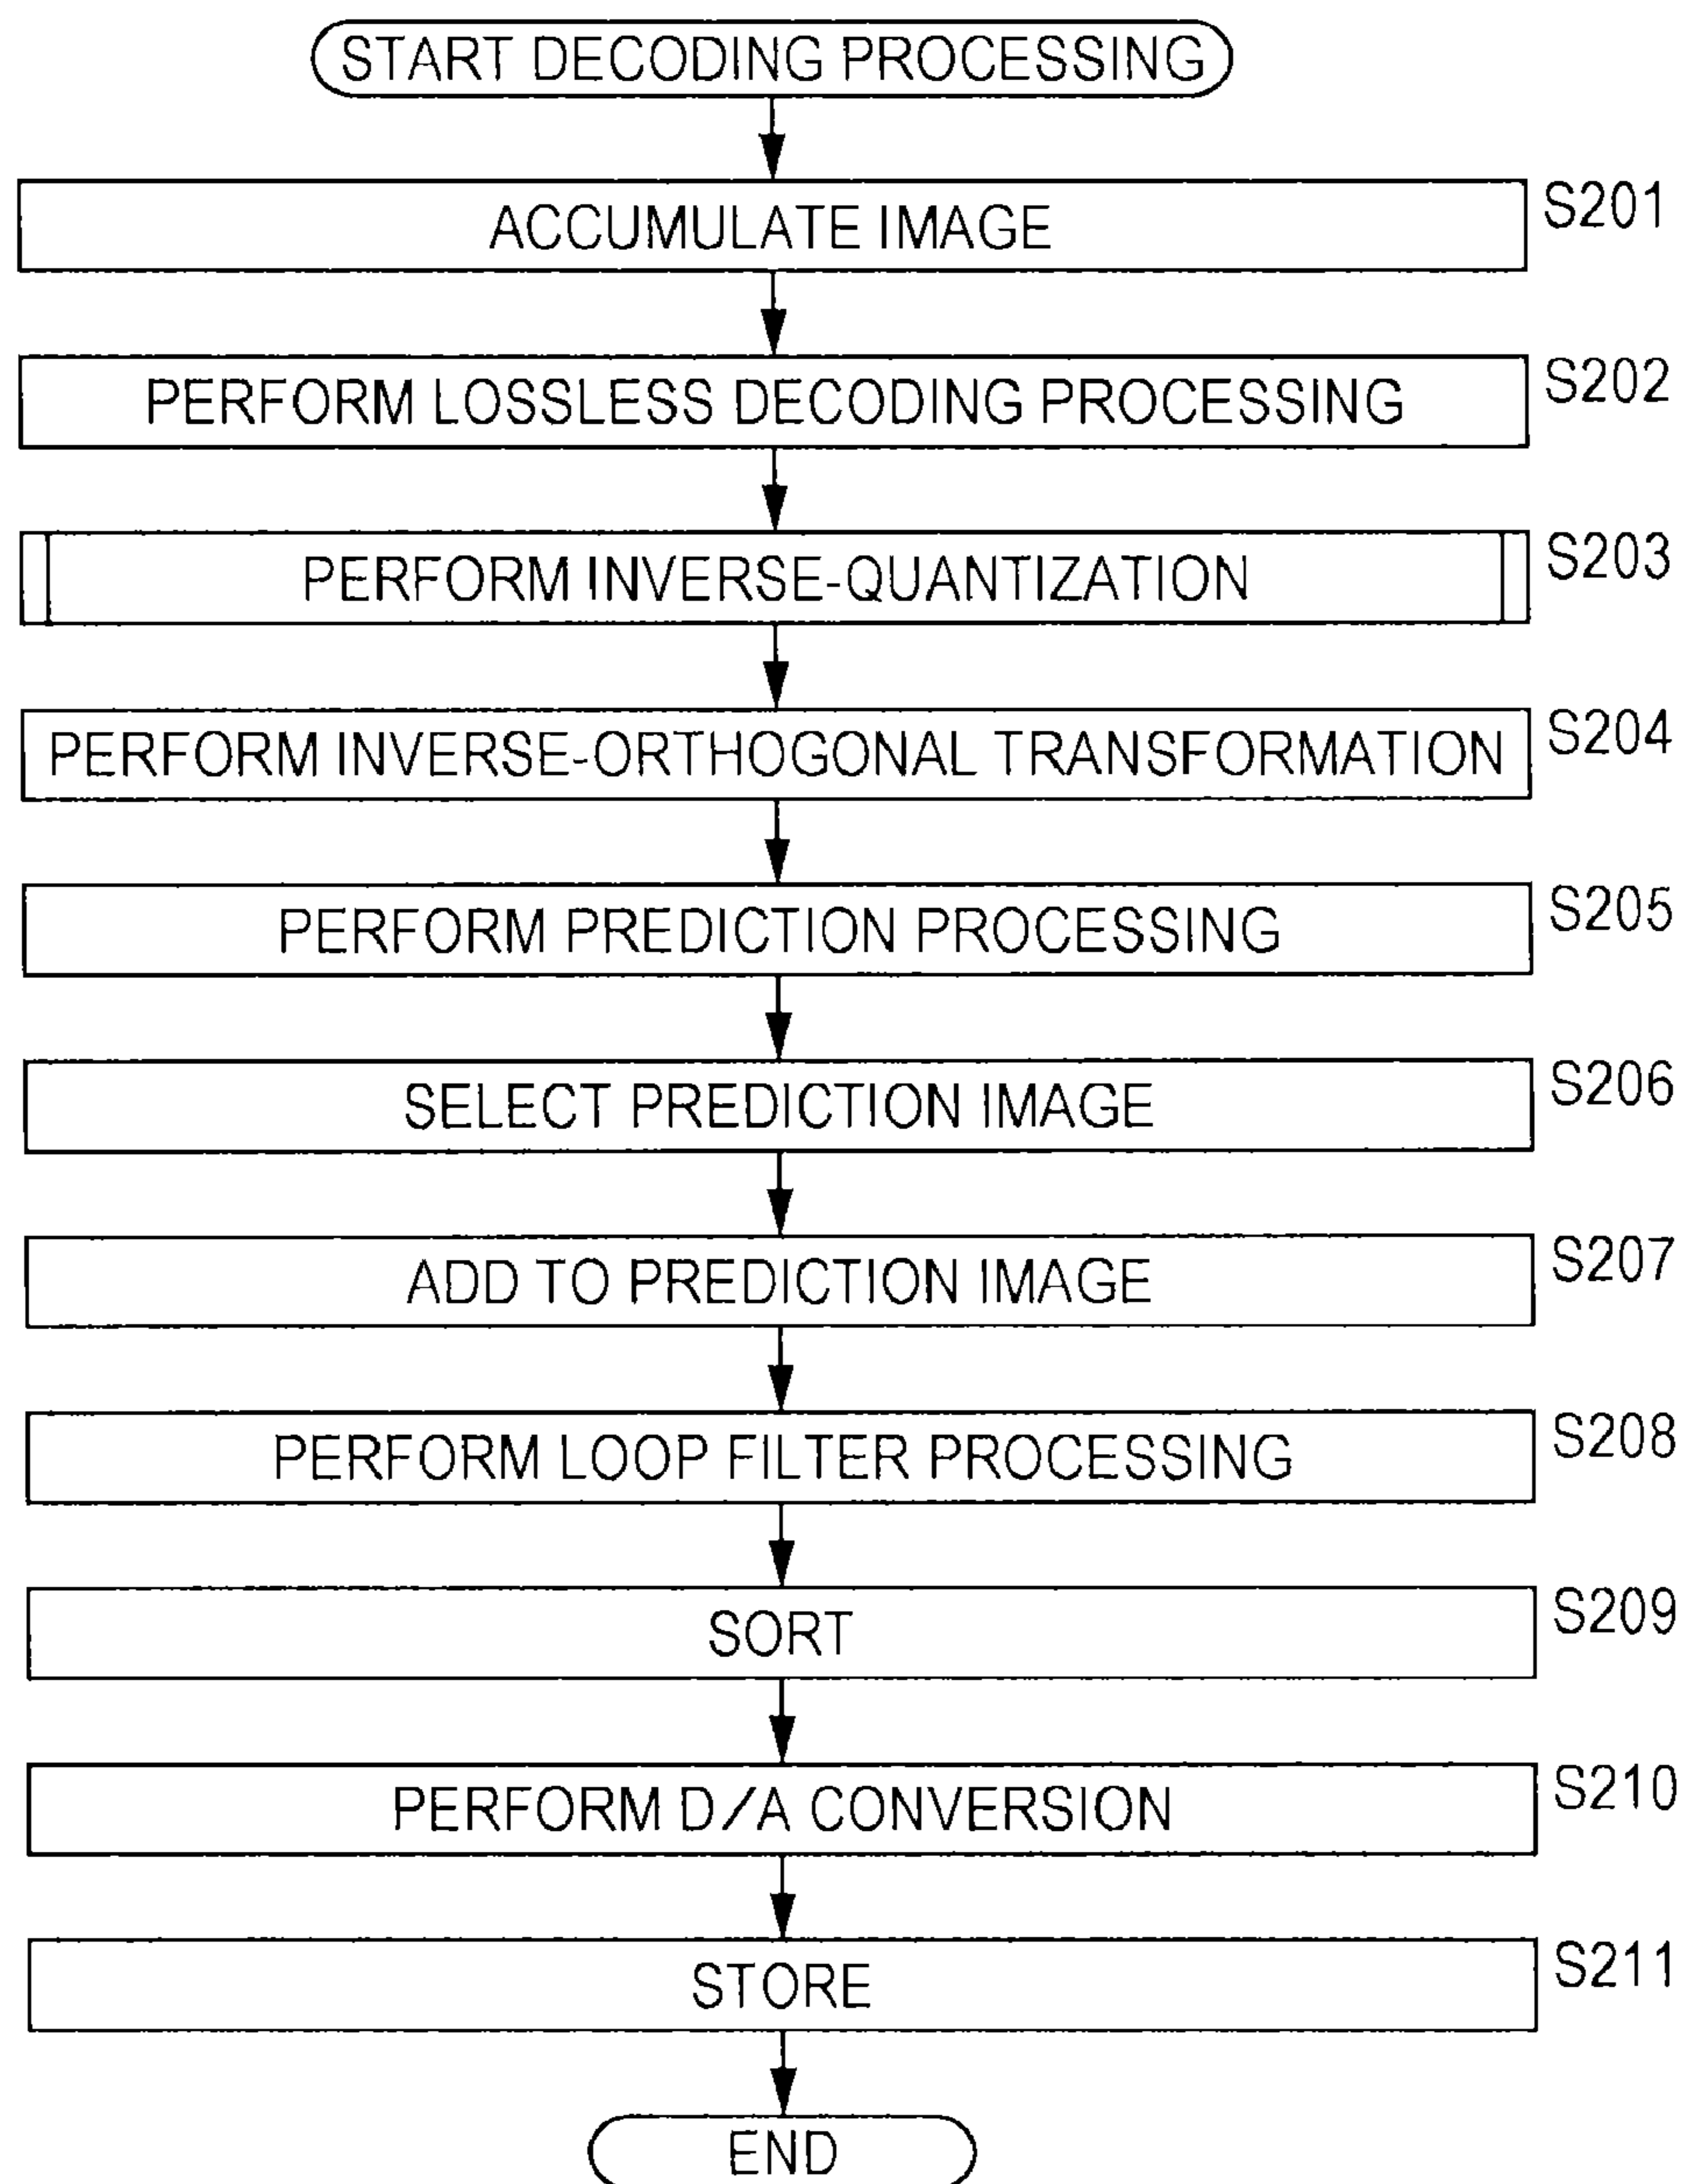 START DECODING PROCESSING
ACCUMULATE IMAGE S201
PERFORM LOSSLESS DECODING PROCESSING S202
PERFORM INVERSE-QUANTIZATION S203
PERFORM INVERSE-ORTHOGONAL TRANSFORMATION S204
PERFORM PREDICTION PROCESSING S205
SELECT PREDICTION IMAGE S206
ADD TO PREDICTION IMAGE S207
PERFORM LOOP FILTER PROCESSING S208
SORT S209
PERFORM D/A CONVERSION S210
STORE S211
END